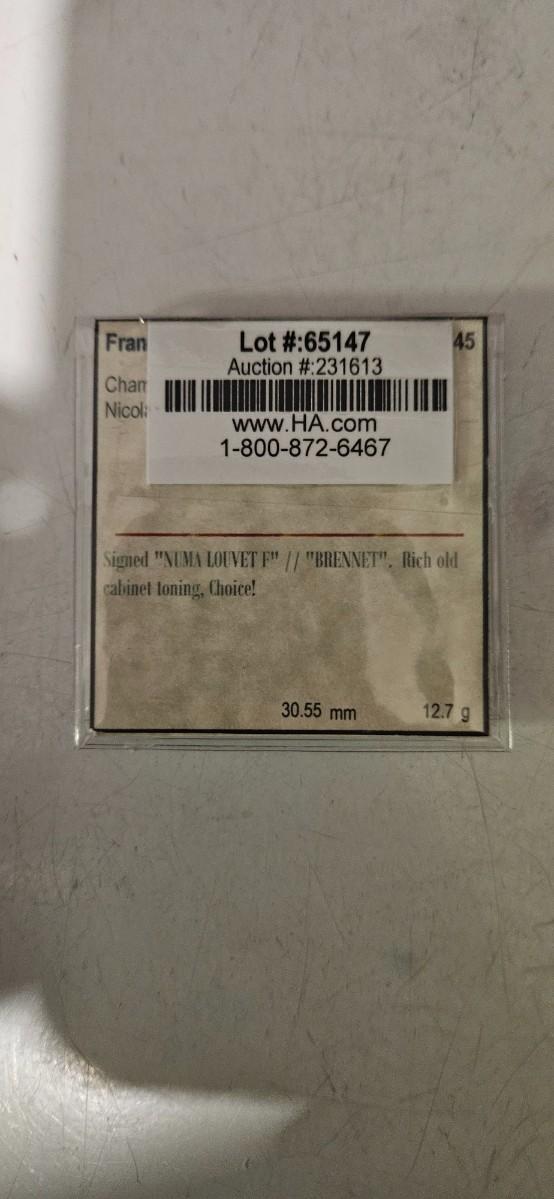 Fran
45
Lot #:65147
Auction #:231613
Cham
Nicol
www.HA.com
1-800-872-6467
Signed "NUMA LOUVET F" // "BRENNET". Rich old
cabinet toning, Choice!
30.55 mm 12.7 g